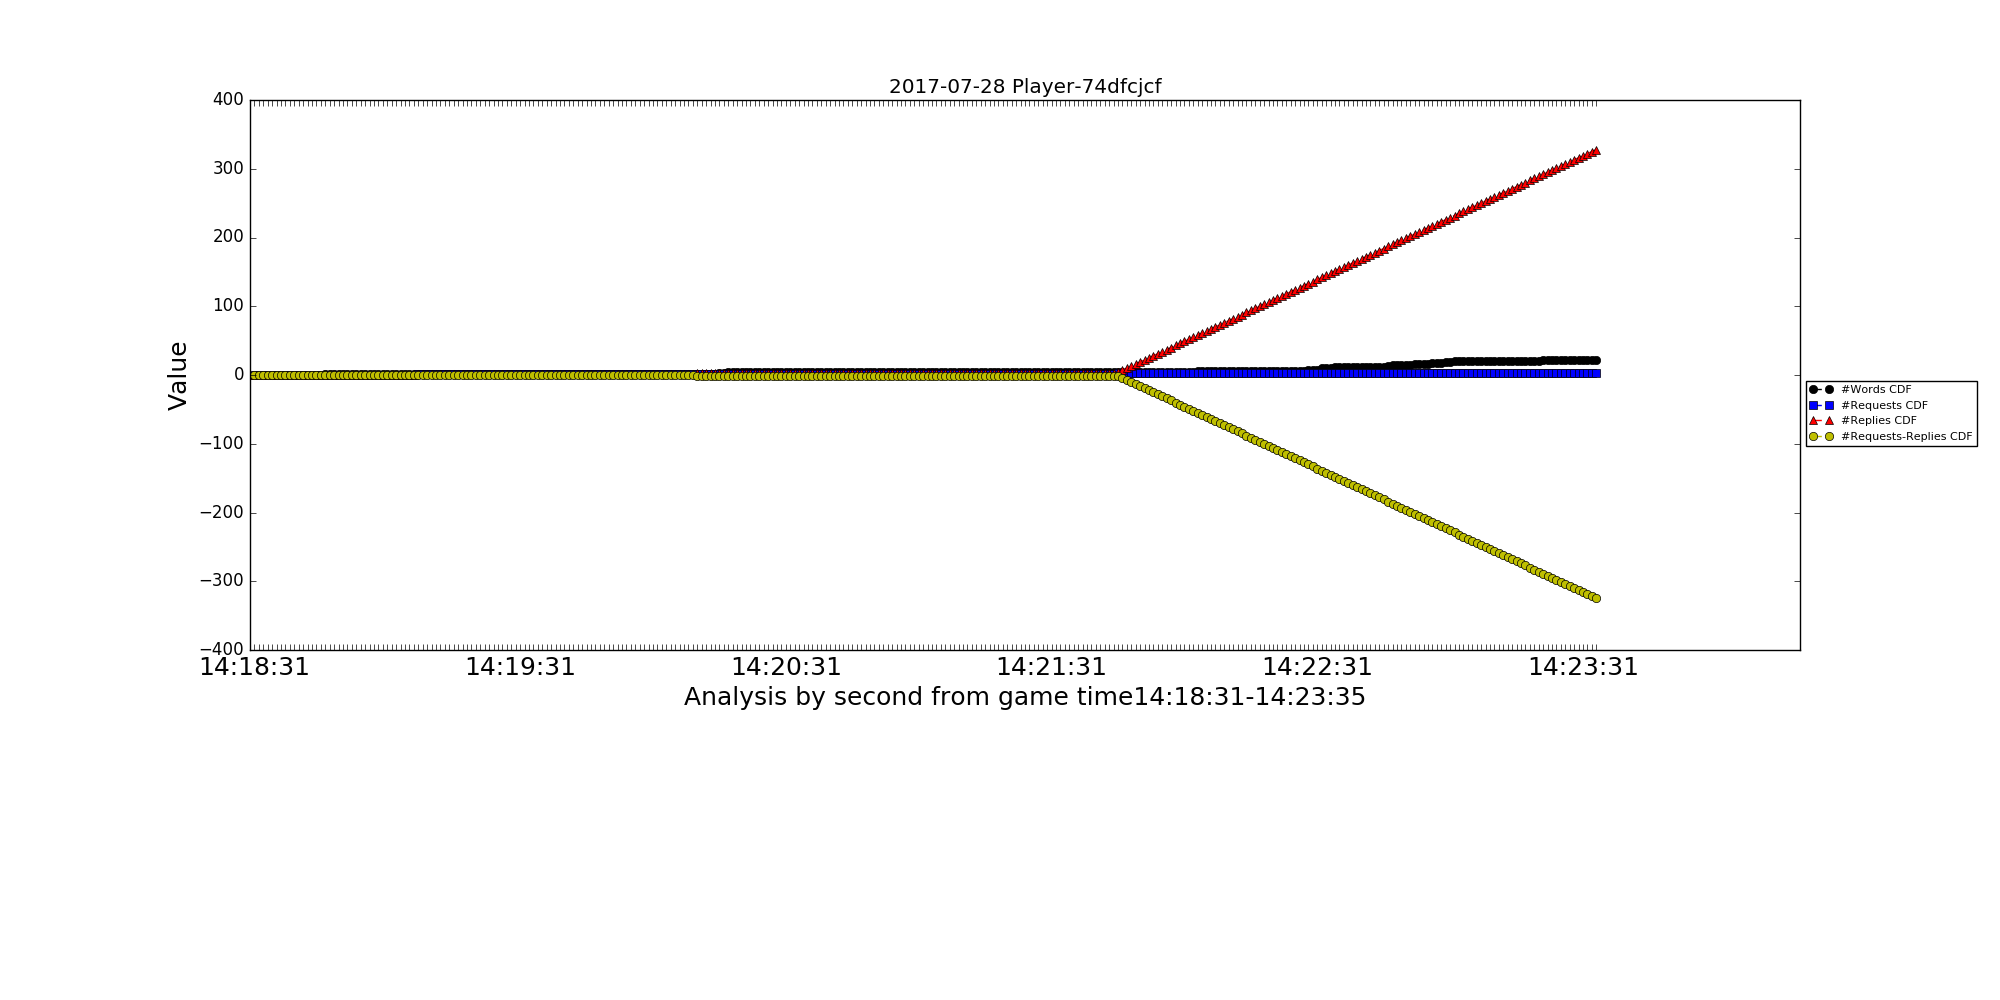 2017-07-28 Player-74dfcjcf
400
300
200
100
0
−100
−200
−300
−400
Value
14:18:31 14:19:31 14:20:31 14:21:31 14:22:31 14:23:31
Analysis by second from game time14:18:31-14:23:35
#Words CDF
#Requests CDF
#Replies CDF
#Requests-Replies CDF